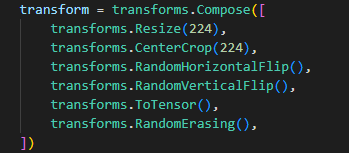 transform = transforms.Compose([
    transforms.Resize(224),
    transforms.CenterCrop(224),
    transforms.RandomHorizontalFlip(),
    transforms.RandomVerticalFlip(),
    transforms.ToTensor(),
    transforms.RandomErasing(),
])